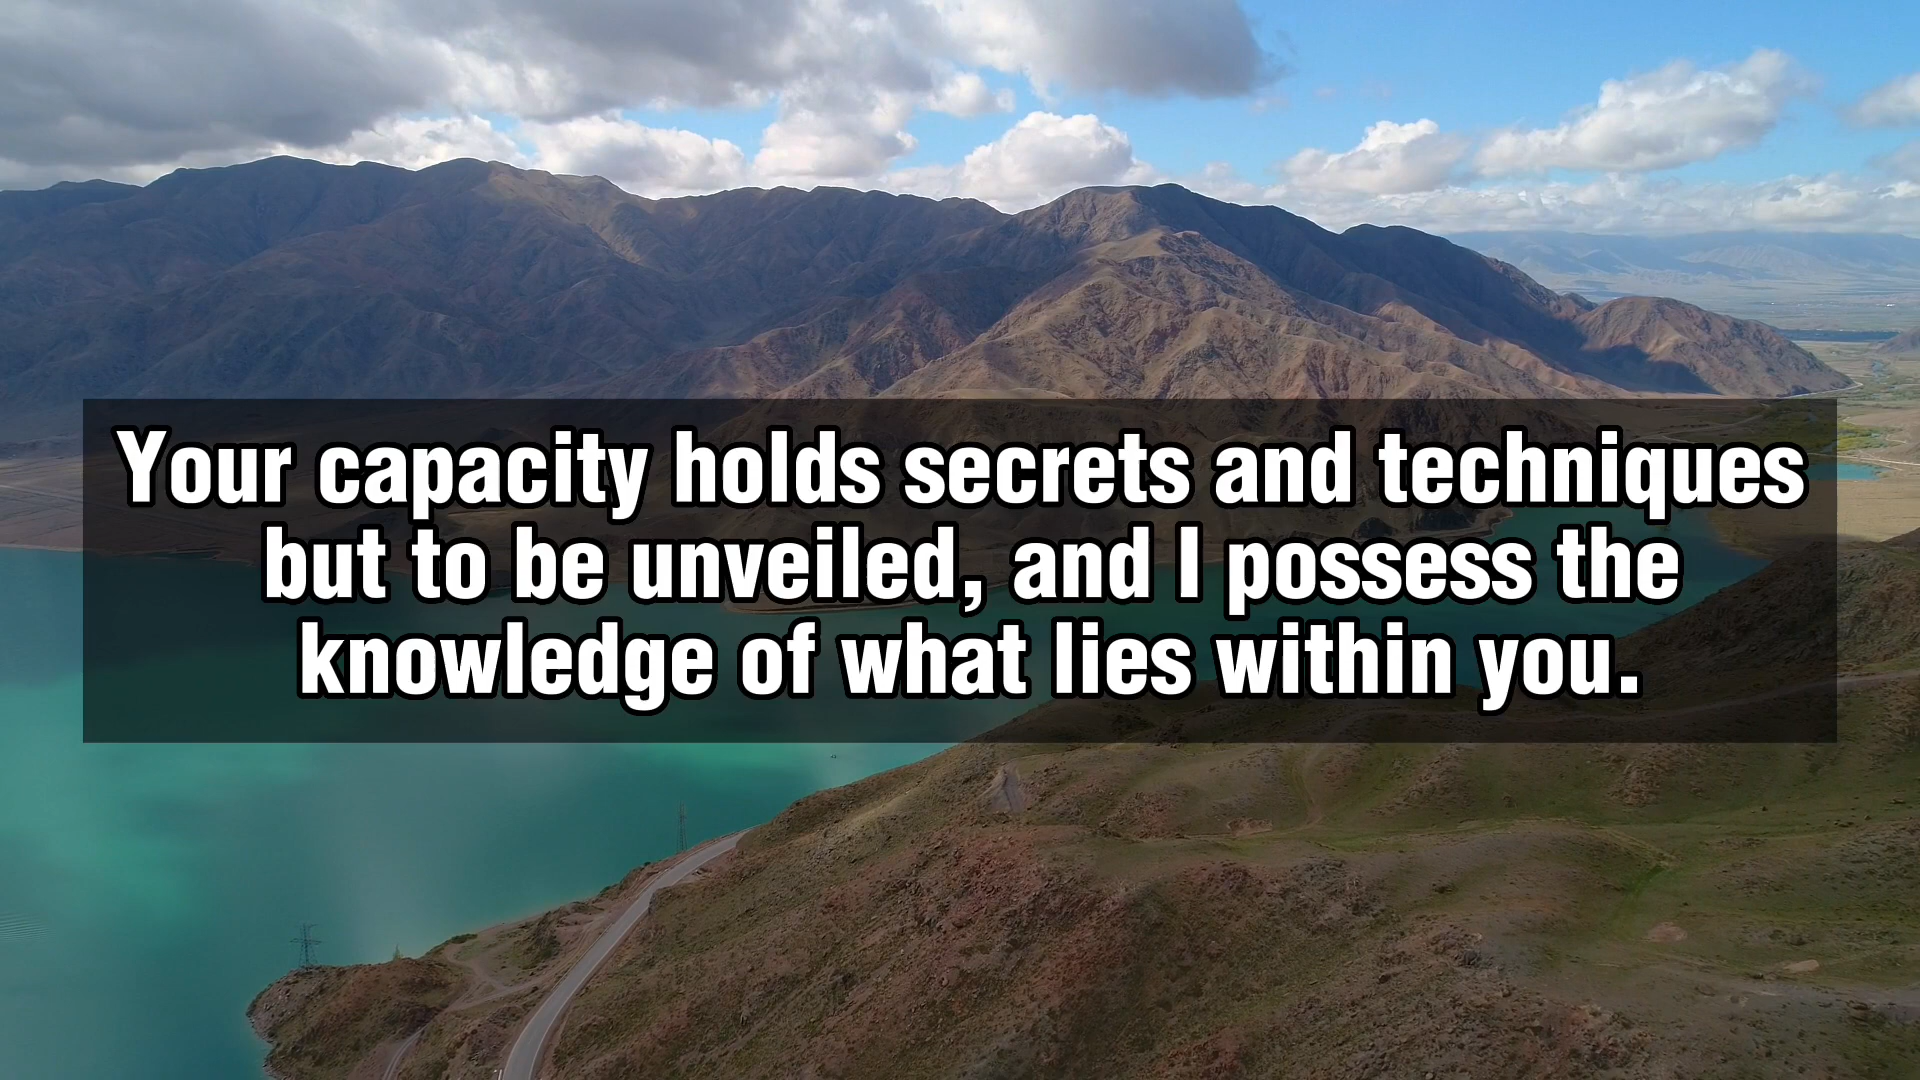 Your capacity holds secrets and techniques
but to be unveiled, and I possess the
knowledge of what lies within you.